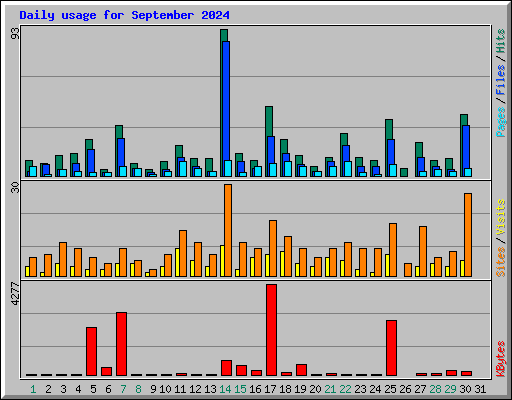 Daily usage for September 2024
93
Pages / Files / Hits
30
Sites / Visits
4277
KBytes
1 2 3 4 5 6 7 8 9 10 11 12 13 14 15 16 17 18 19 20 21 22 23 24 25 26 27 28 29 30 31